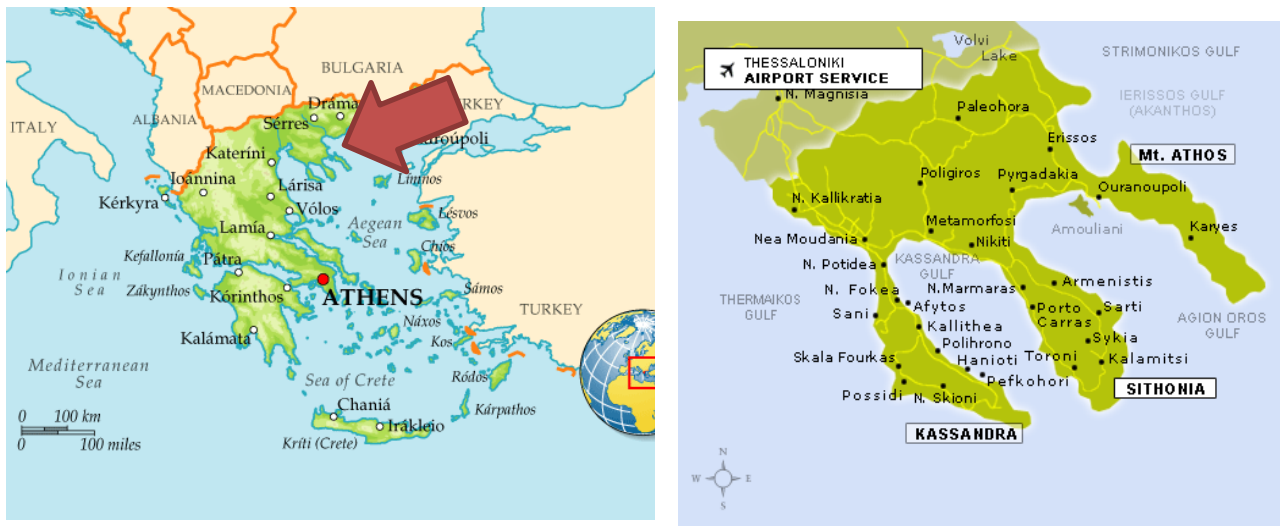 BULGARIA
MACEDONIA
Dráma
RKEY
ITALY
ALBANIA
Sérres
roúpoli
Kateríni
Ioannina
Lárisa
Límnos
Kérkyra
Vólos
Lésvos
Lamía
Aegean
Sea
Chios
Kefallonía
Pátra
Ionian
Sea
Zákynthos
Kórinthos
ATHENS
Sámos
TURKEY
Kalámata
Náxos
Kos
Mediterranean
Sea
Sea of Crete
Ródos
Chaniá
Kárpathos
Irákleio
Kríti (Crete)
0 100 km
0 100 miles
Volvi
Lake
STRIMONIKOS GULF
THESSALONIKI
AIRPORT SERVICE
N. Magnisia
IERISSOS GULF
(AKANTHOS)
Paleohora
Erissos
Mt. ATHOS
Poligiros
Pyrgadakia
Ouranoupoli
N. Kallikratia
Metamorfosi
Amouliani
Karyes
Nea Moudania
Nikiti
N. Potidea
KASSANDRA
GULF
N. Fokea
N.Marmaras
Armenistis
THERMAIKOS
GULF
Afytos
Sani
Porto
Carras
Sarti
AGION OROS
GULF
Kallithea
Polihrono
Sykia
Skala Fourkas
Hanioti
Toroni
Kalamitsi
Pefkohori
Possidi
N. Skioni
SITHONIA
KASSANDRA
N
W
E
S